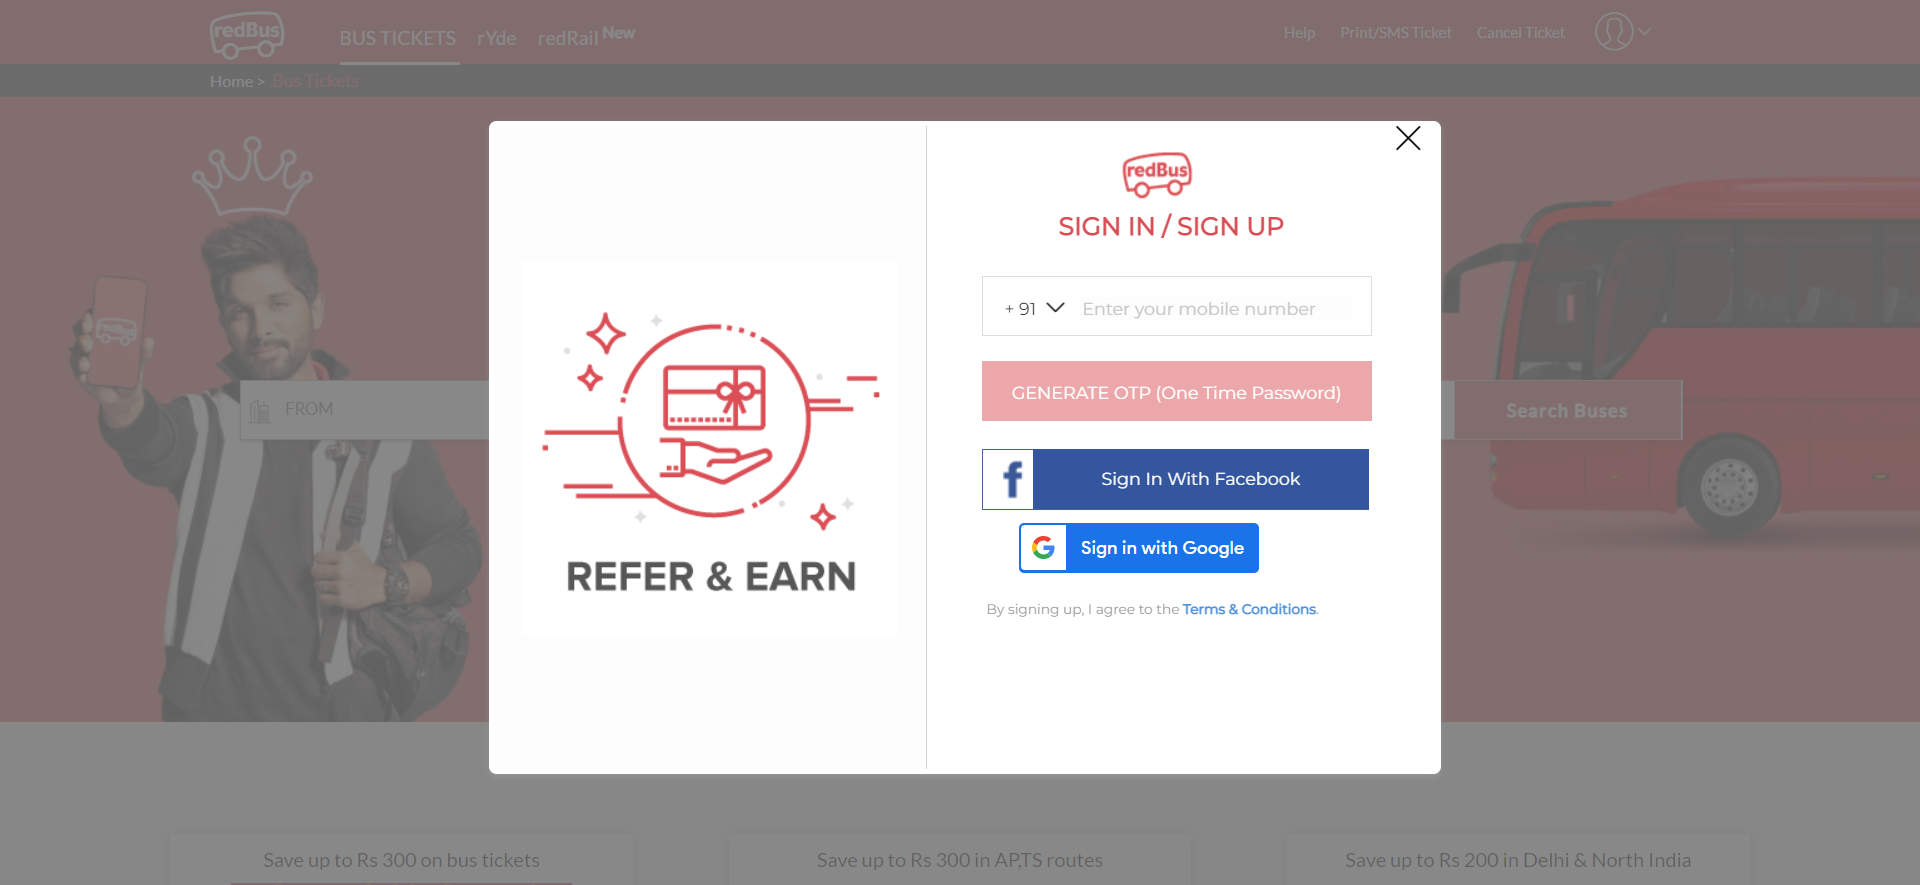 redBus
BUS TICKETS
rYde
redRail New
Help
Print/SMS Ticket
Cancel Ticket
Home > Bus Tickets
redBus
FROM
Search Buses
REFER & EARN
redBus
SIGN IN / SIGN UP
+ 91
Enter your mobile number
GENERATE OTP (One Time Password)
f
Sign In With Facebook
G
Sign in with Google
By signing up, I agree to the Terms & Conditions.
Save up to Rs 300 on bus tickets
Save up to Rs 300 in AP,TS routes
Save up to Rs 200 in Delhi & North India